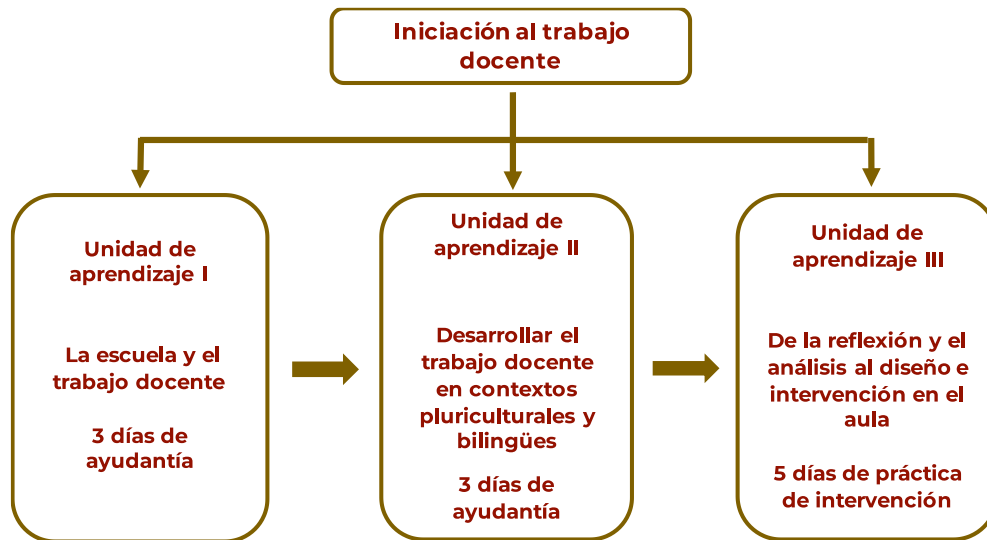 Iniciación al trabajo
docente
Unidad de
aprendizaje I
La escuela y el
trabajo docente
3 días de
ayudantía
Unidad de
aprendizaje II
Desarrollar el
trabajo docente
en contextos
pluriculturales y
bilingües
3 días de
ayudantía
Unidad de
aprendizaje III
De la reflexión y el
análisis al diseño e
intervención en el
aula
5 días de práctica
de intervención